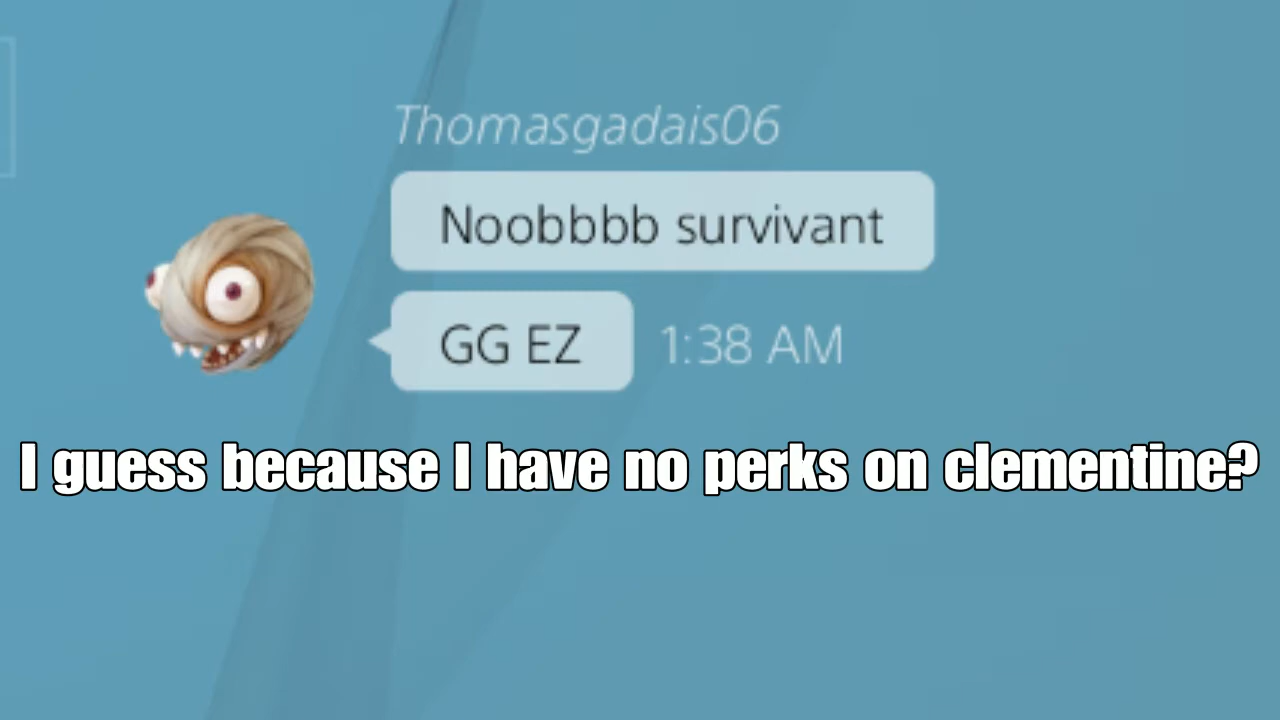 Thomasgadais06
Noobbbb survivant
GG EZ 1:38 AM
I guess because I have no perks on clementine?